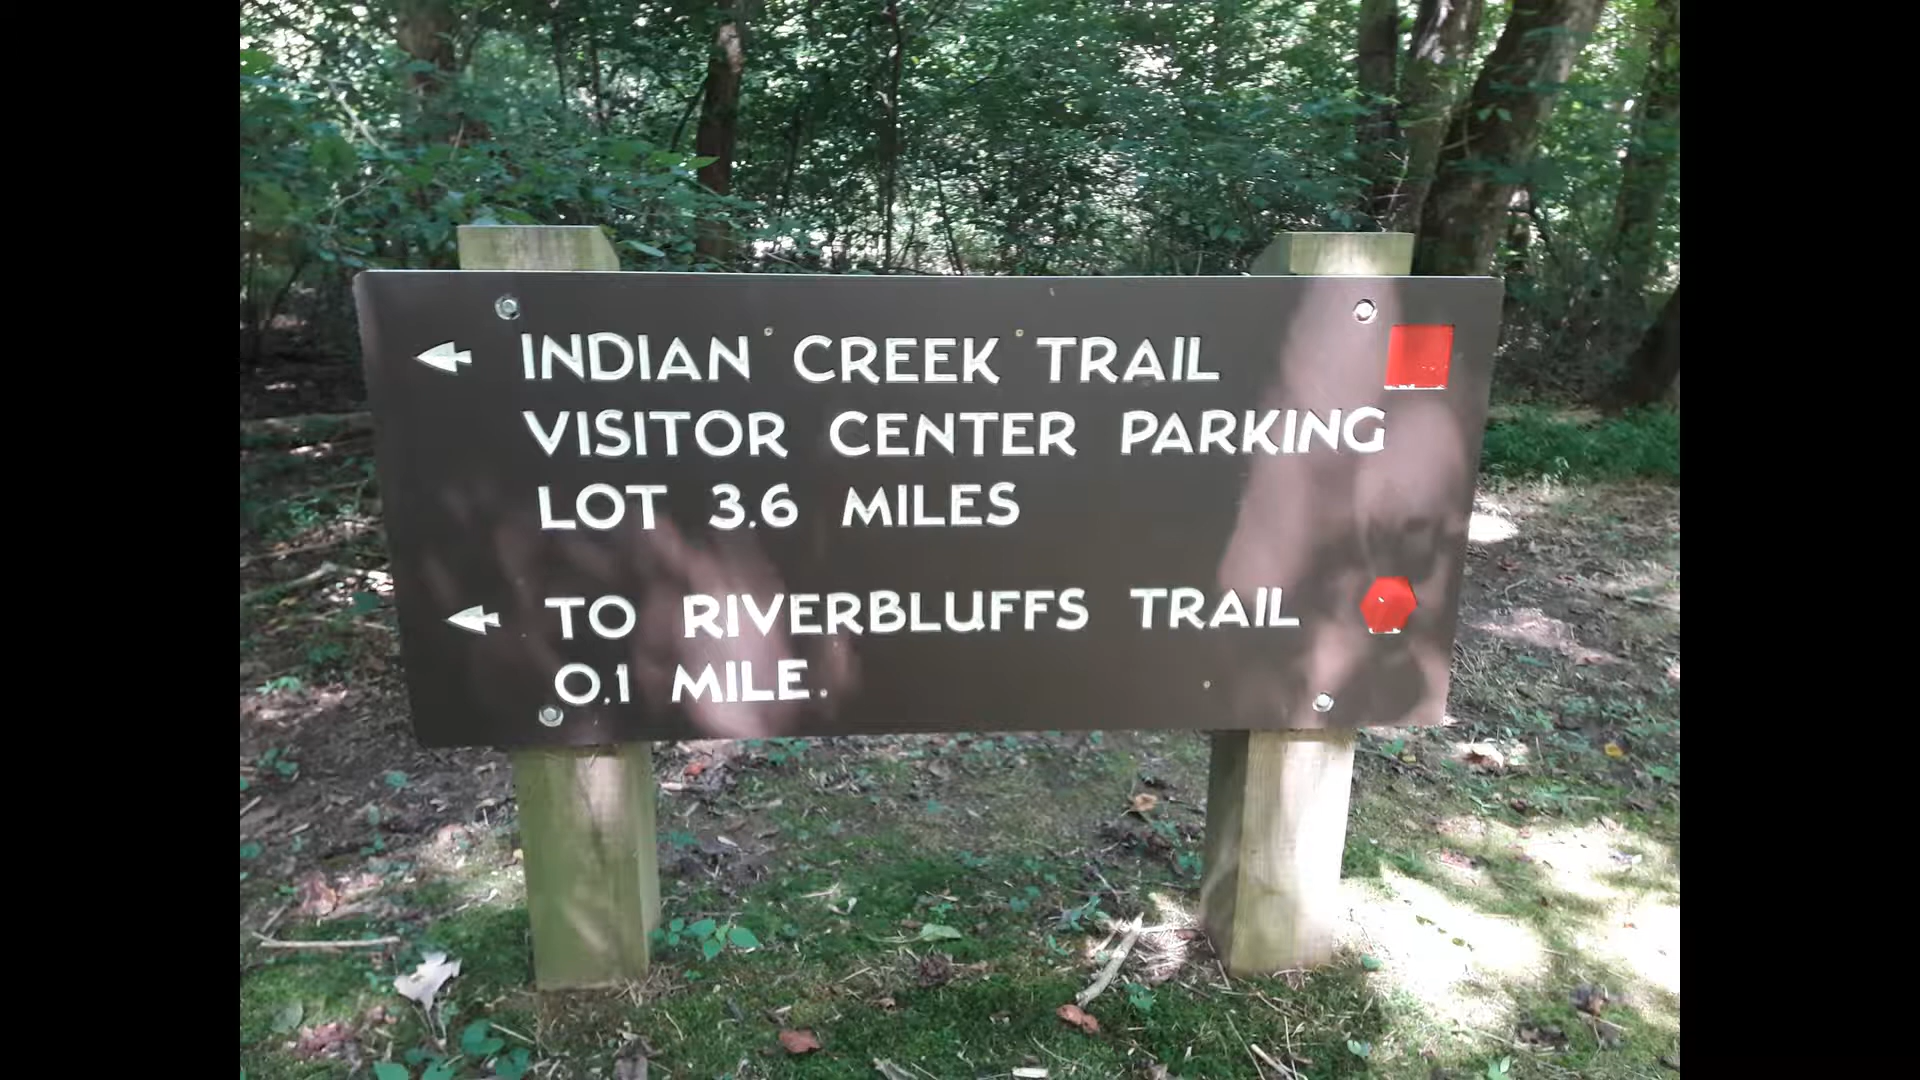 INDIAN CREEK TRAIL
VISITOR CENTER PARKING
LOT 3.6 MILES
TO RIVERBLUFFS TRAIL
0.1 MILE.